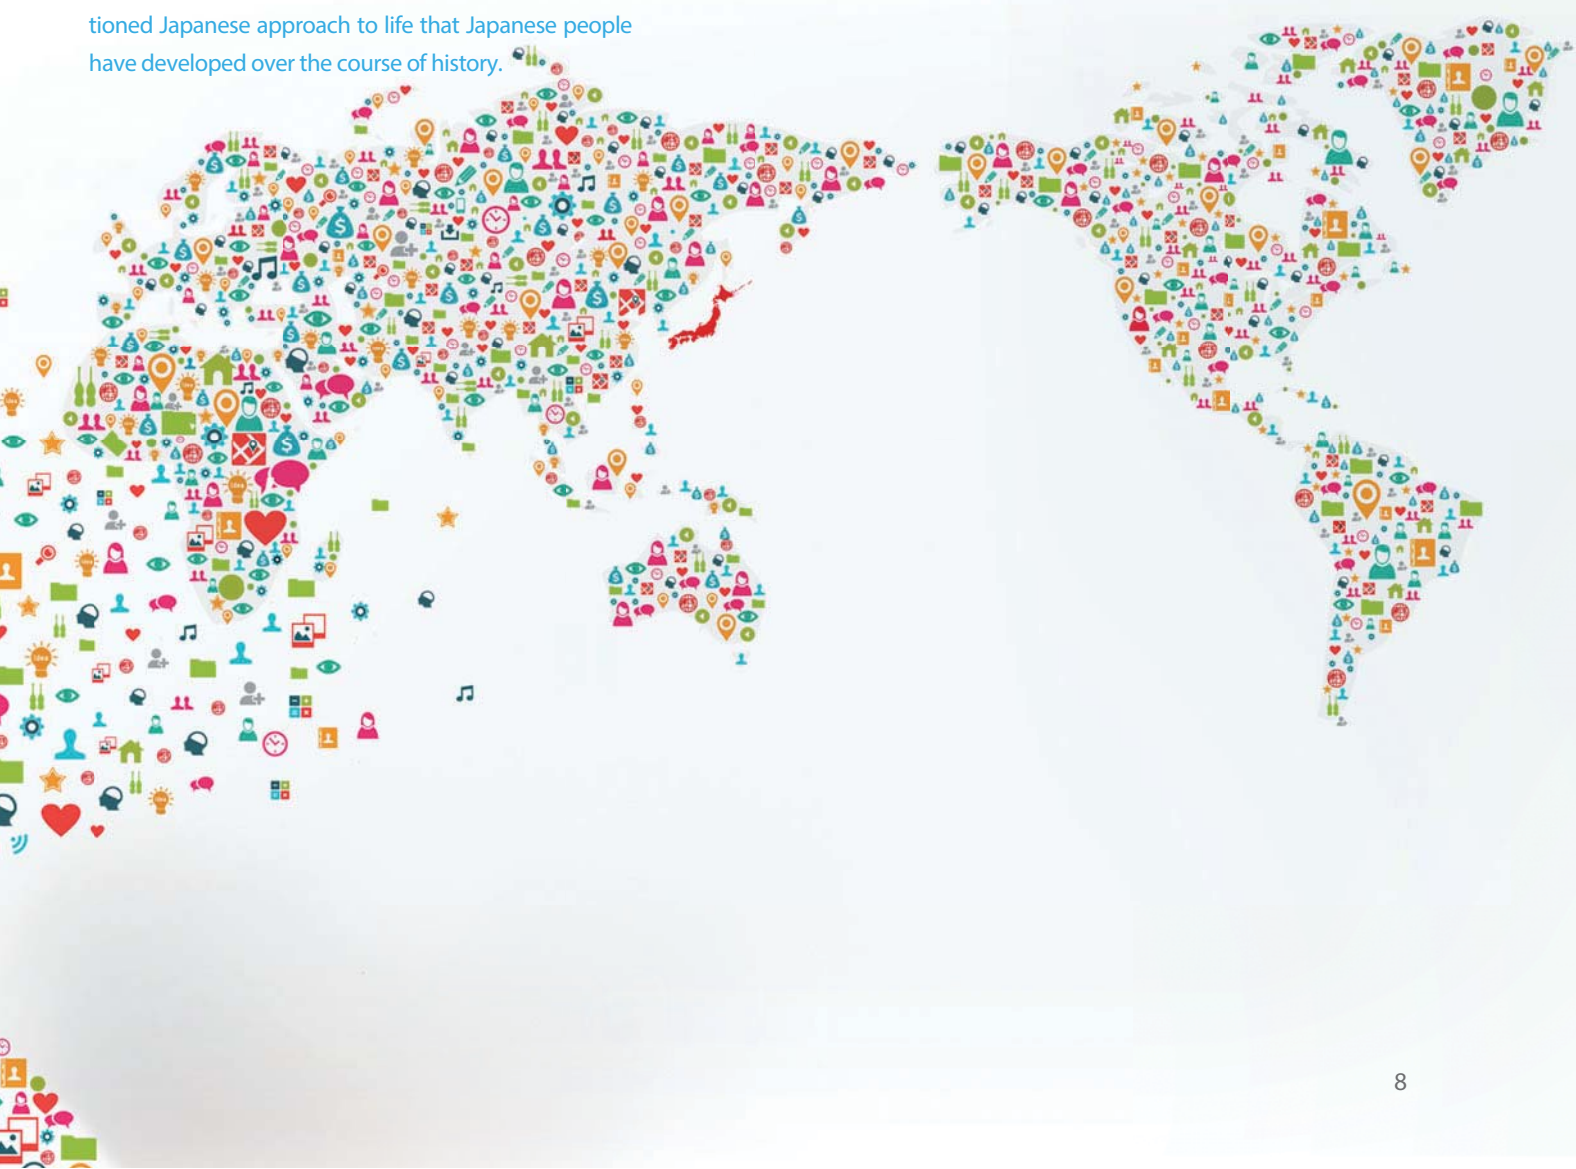 tioned Japanese approach to life that Japanese people
have developed over the course of history.
8